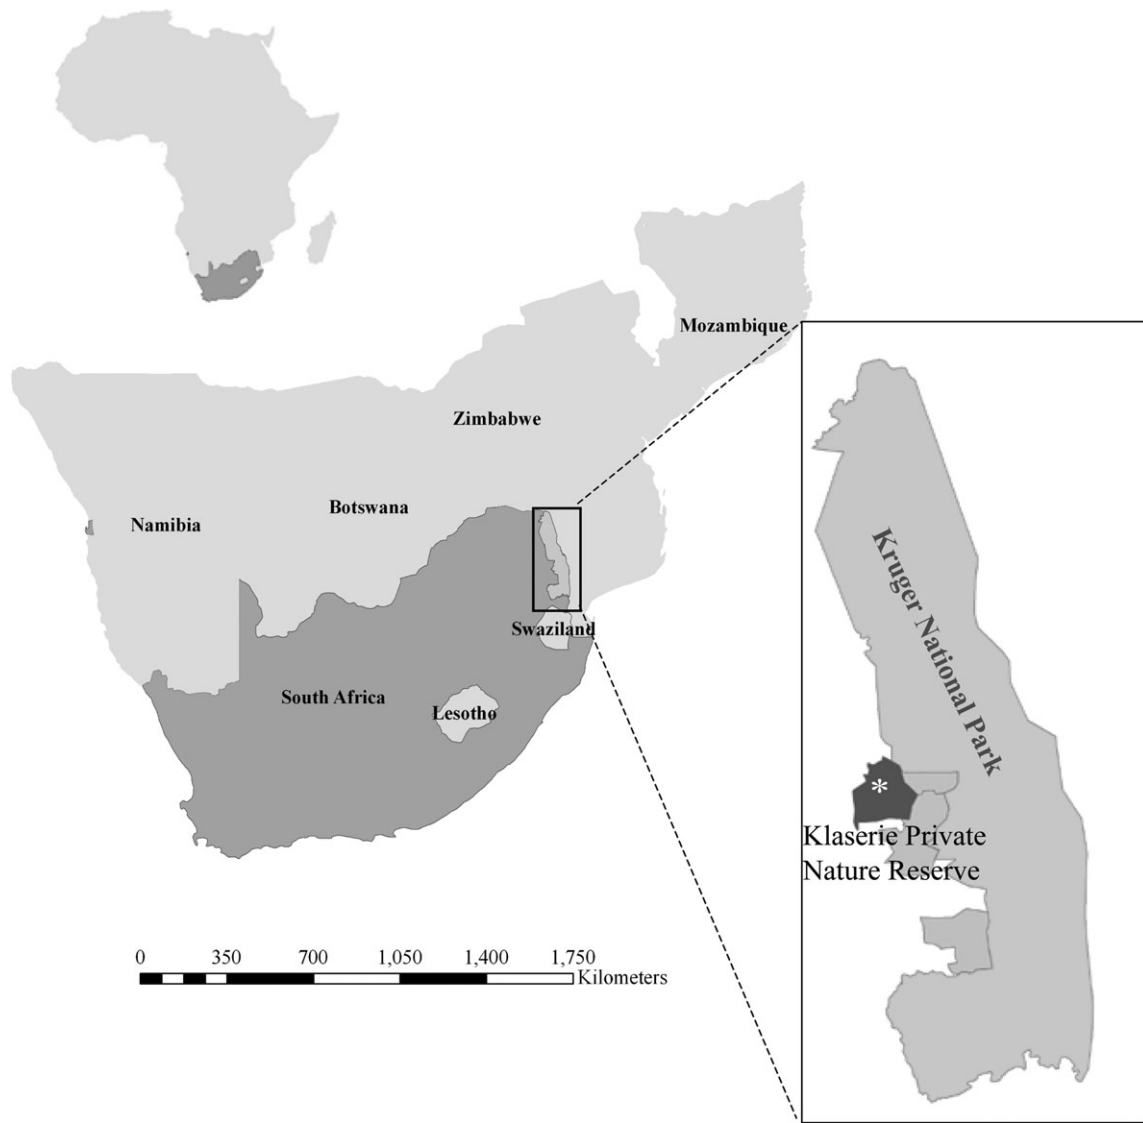 Mozambique
Zimbabwe
Botswana
Namibia
Swaziland
South Africa
Lesotho
Kruger National Park
*
Klaserie Private
Nature Reserve
0 350 700 1,050 1,400 1,750
Kilometers